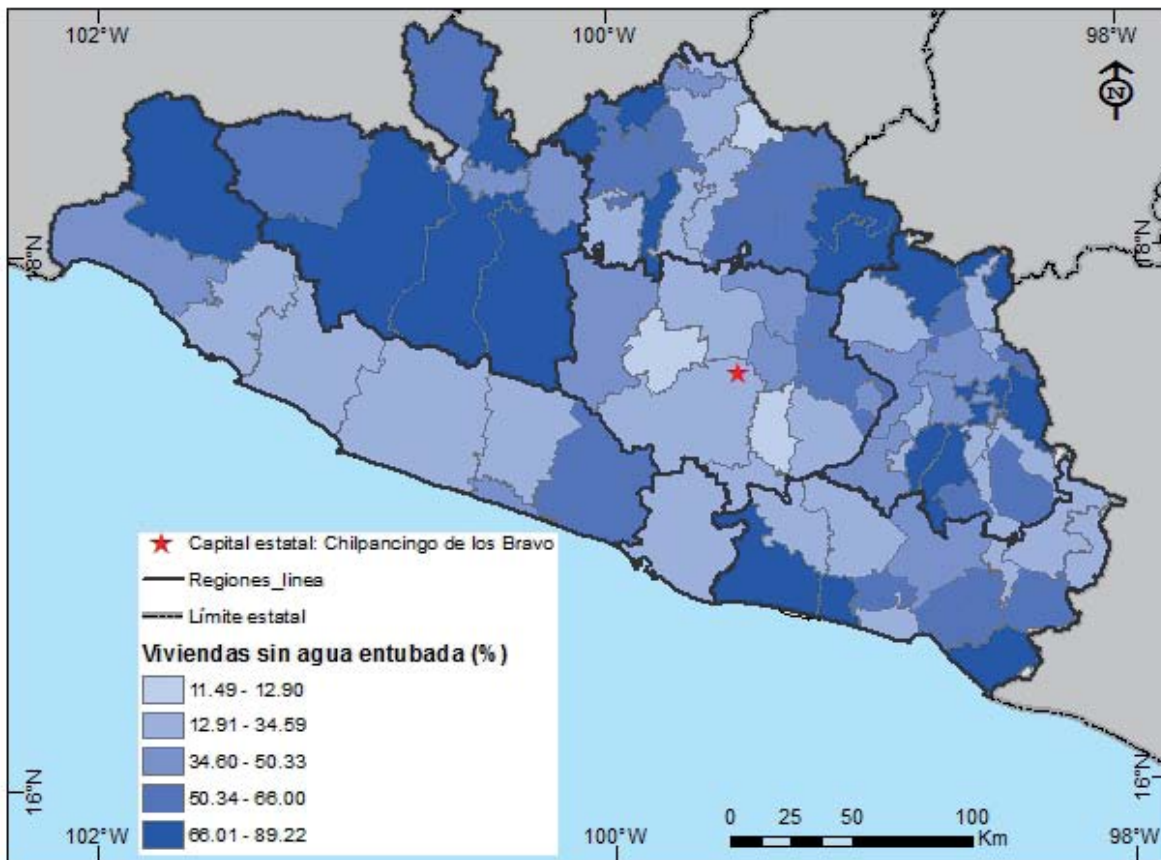 102°W 100°W 98°W
N
18°N 18°N
Capital estatal: Chilpancingo de los Bravo
Regiones_linea
Límite estatal
Viviendas sin agua entubada (%)
11.49 - 12.90
12.91 - 34.59
34.60 - 50.33
50.34 - 66.00
66.01 - 89.22
16°N 16°N
0 25 50 100
Km
102°W 100°W 98°W